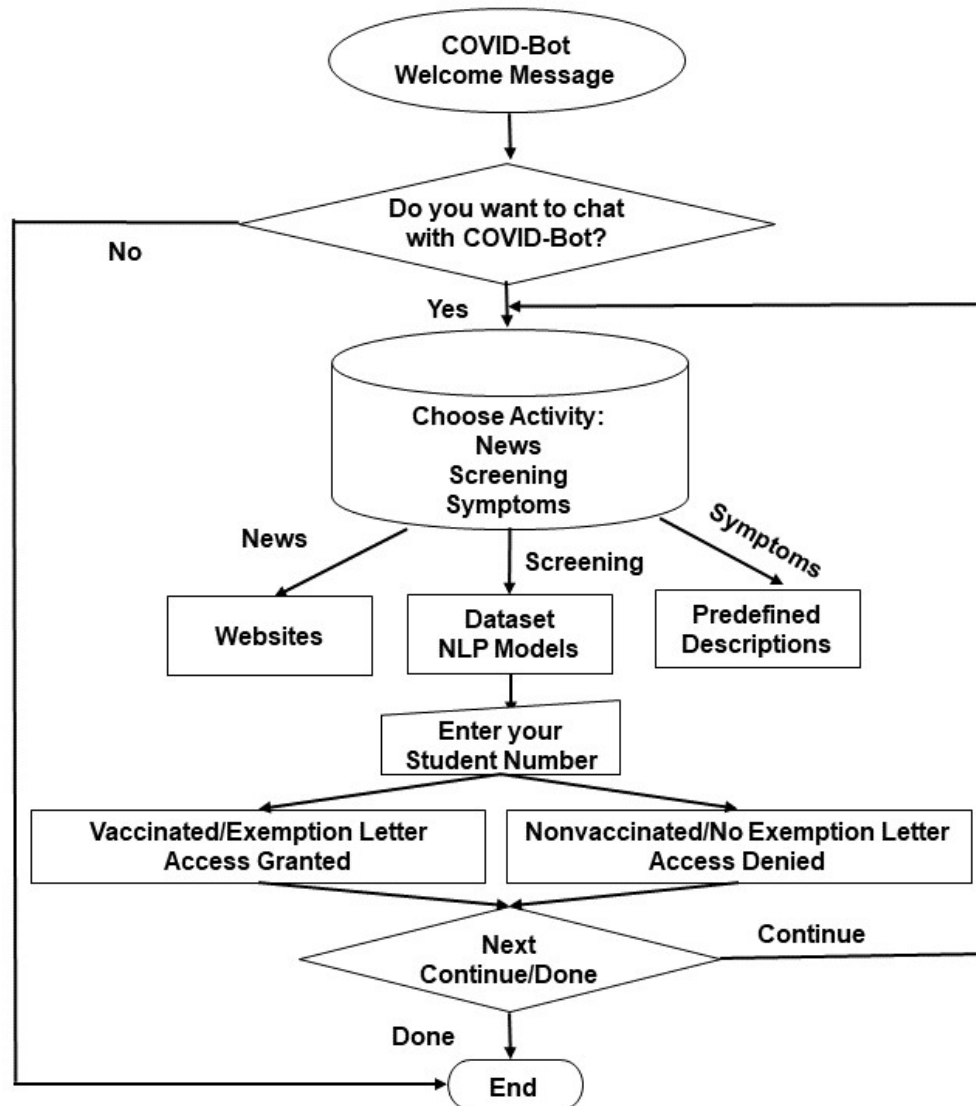 COVID-Bot
Welcome Message
Do you want to chat
with COVID-Bot?
No
Yes
Choose Activity:
News
Screening
Symptoms
News
Screening
Symptoms
Websites
Dataset
NLP Models
Predefined
Descriptions
Enter your
Student Number
Vaccinated/Exemption Letter
Access Granted
Nonvaccinated/No Exemption Letter
Access Denied
Next
Continue/Done
Continue
Done
End